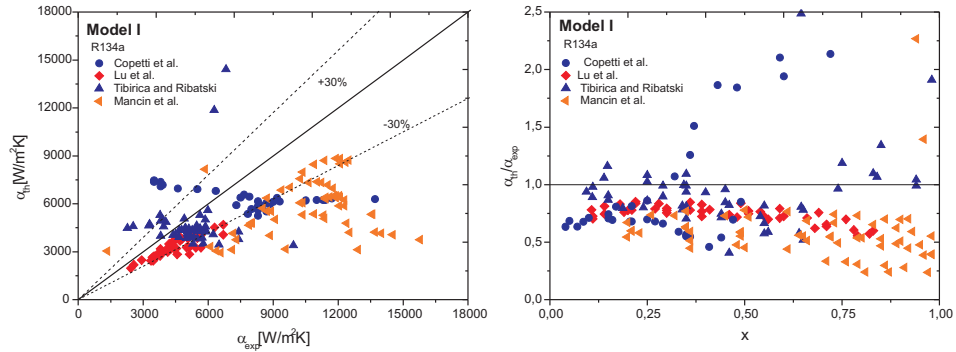 Model I
R134a
Copetti et al.
Lu et al.
Tibirica and Ribatski
Mancin et al.
+30%
-30%
18000
15000
12000
9000
6000
3000
0
0 3000 6000 9000 12000 15000 18000
α_th[W/m²K]
α_exp[W/m²K]
Model I
R134a
Copetti et al.
Lu et al.
Tibirica and Ribatski
Mancin et al.
2,5
2,0
1,5
1,0
0,5
0,0
0,00 0,25 0,50 0,75 1,00
α_th/α_exp
x